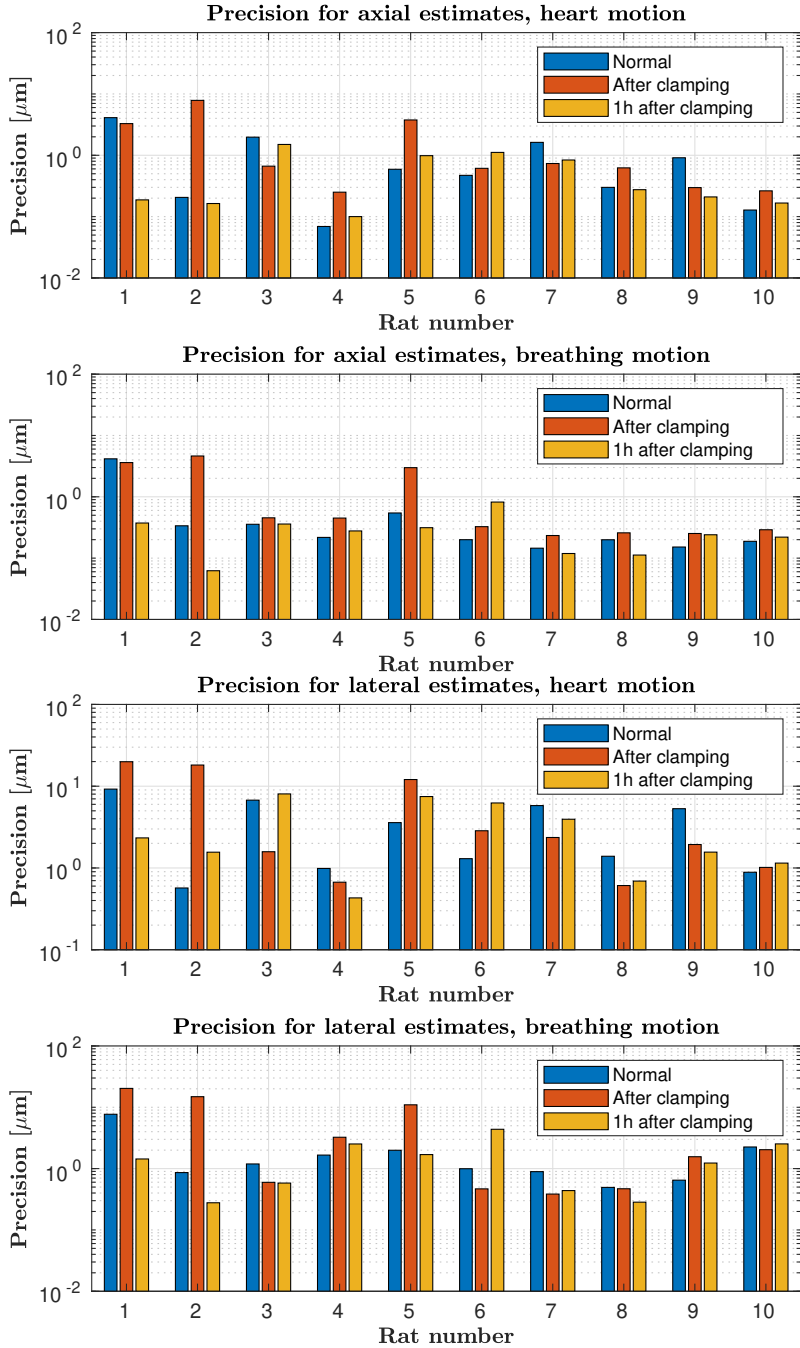 Precision for axial estimates, heart motion
10^2
10^0
10^-2
Precision [μm]
Normal
After clamping
1h after clamping
1 2 3 4 5 6 7 8 9 10
Rat number
Precision for axial estimates, breathing motion
10^2
10^0
10^-2
Precision [μm]
Normal
After clamping
1h after clamping
1 2 3 4 5 6 7 8 9 10
Rat number
Precision for lateral estimates, heart motion
10^2
10^1
10^0
10^-1
Precision [μm]
Normal
After clamping
1h after clamping
1 2 3 4 5 6 7 8 9 10
Rat number
Precision for lateral estimates, breathing motion
10^2
10^0
10^-2
Precision [μm]
Normal
After clamping
1h after clamping
1 2 3 4 5 6 7 8 9 10
Rat number